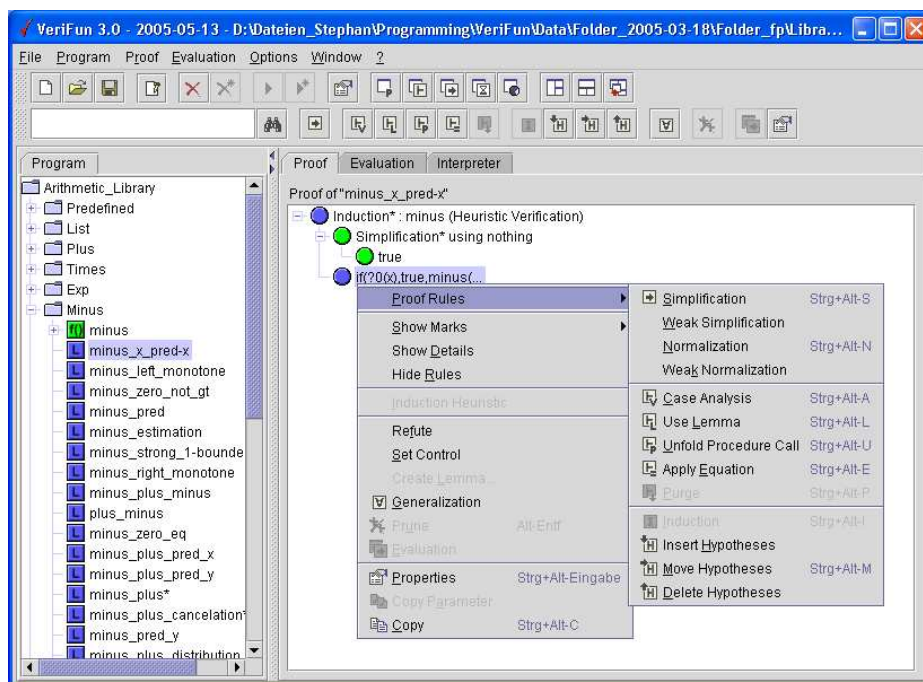 VeriFun 3.0 - 2005-05-13 - D:\Dateien_Stephan\Programming\VeriFun\Data\Folder_2005-03-18\Folder_fp\Libra...
File Program Proof Evaluation Options Window ?
Program
Arithmetic_Library
Predefined
List
Plus
Times
Exp
Minus
f() minus
L minus_x_pred-x
L minus_left_monotone
L minus_zero_not_gt
L minus_pred
L minus_estimation
L minus_strong_1-bounde
L minus_right_monotone
L minus_plus_minus
L plus_minus
L minus_zero_eq
L minus_plus_pred_x
L minus_plus_pred_y
L minus_plus*
L minus_plus_cancelation*
L minus_pred_y
L minus_plus_distribution
Proof Evaluation Interpreter
Proof of "minus_x_pred-x"
Induction* : minus (Heuristic Verification)
Simplification* using nothing
true
if(?0(x),true,minus(...
Proof Rules
Show Marks
Show Details
Hide Rules
Induction Heuristic
Refute
Set Control
Create Lemma...
Generalization
Prune Alt-Entf
Evaluation
Properties Strg+Alt-Eingabe
Copy Parameter
Copy Strg+Alt-C
Simplification Strg+Alt-S
Weak Simplification
Normalization Strg+Alt-N
Weak Normalization
Case Analysis Strg+Alt-A
Use Lemma Strg+Alt-L
Unfold Procedure Call Strg+Alt-U
Apply Equation Strg+Alt-E
Purge Strg+Alt-P
Induction Strg+Alt-I
Insert Hypotheses
Move Hypotheses Strg+Alt-M
Delete Hypotheses